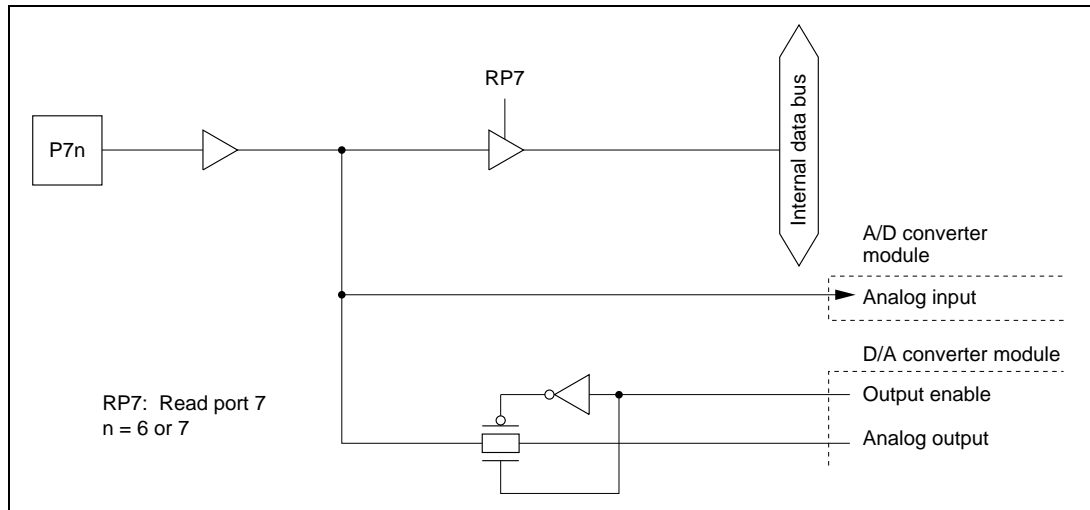 RP7
P7n
Internal data bus
A/D converter
module
Analog input
D/A converter module
Output enable
Analog output
RP7: Read port 7
n = 6 or 7